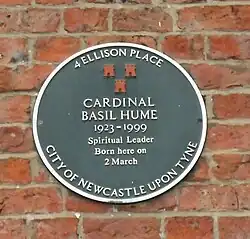 4 ELLISON PLACE
CARDINAL
BASIL HUME
1923-1999
Spiritual Leader
Born here on
2 March
CITY OF NEWCASTLE UPON TYNE